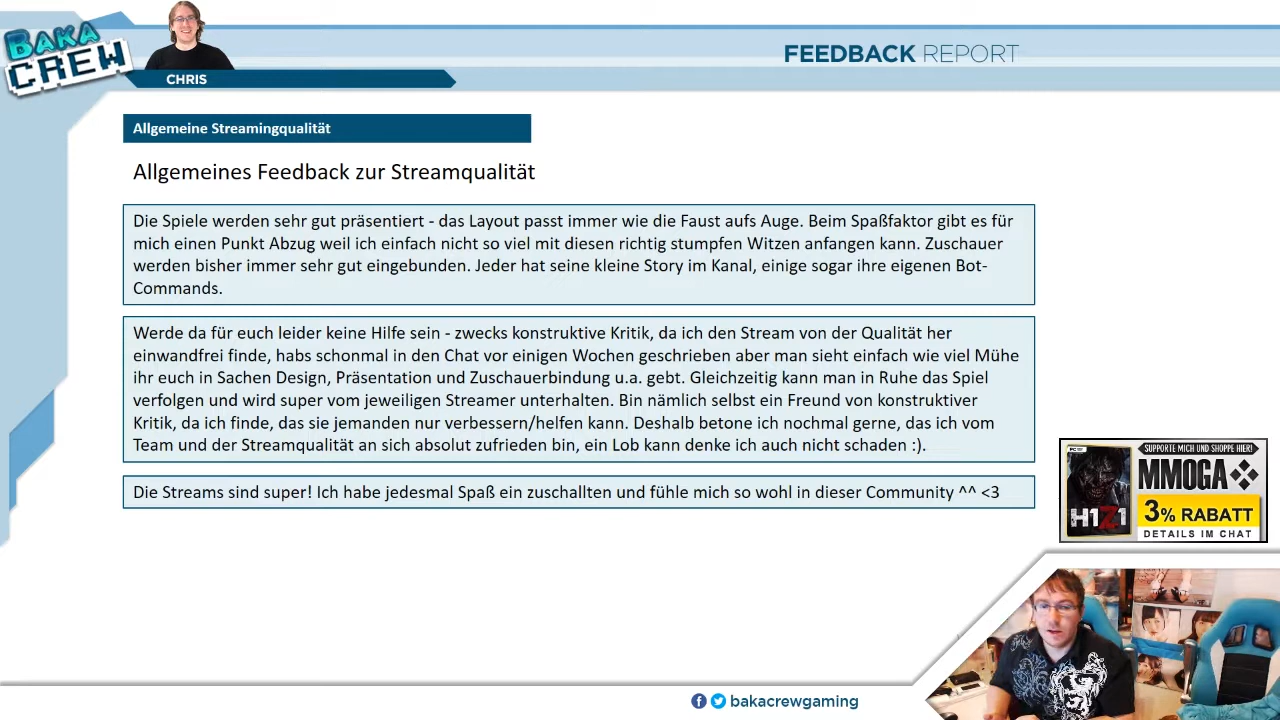 BAKA
CREW
CHRIS
FEEDBACK REPORT
Allgemeine Streamingqualität
Allgemeines Feedback zur Streamqualität
Die Spiele werden sehr gut präsentiert - das Layout passt immer wie die Faust aufs Auge. Beim Spaßfaktor gibt es für
mich einen Punkt Abzug weil ich einfach nicht so viel mit diesen richtig stumpfen Witzen anfangen kann. Zuschauer
werden bisher immer sehr gut eingebunden. Jeder hat seine kleine Story im Kanal, einige sogar ihre eigenen Bot-
Commands.
Werde da für euch leider keine Hilfe sein - zwecks konstruktive Kritik, da ich den Stream von der Qualität her
einwandfrei finde, habs schonmal in den Chat vor einigen Wochen geschrieben aber man sieht einfach wie viel Mühe
ihr euch in Sachen Design, Präsentation und Zuschauerbindung u.a. gebt. Gleichzeitig kann man in Ruhe das Spiel
verfolgen und wird super vom jeweiligen Streamer unterhalten. Bin nämlich selbst ein Freund von konstruktiver
Kritik, da ich finde, das sie jemanden nur verbessern/helfen kann. Deshalb betone ich nochmal gerne, das ich vom
Team und der Streamqualität an sich absolut zufrieden bin, ein Lob kann denke ich auch nicht schaden :).
Die Streams sind super! Ich habe jedesmal Spaß ein zuschallten und fühle mich so wohl in dieser Community ^^ <3
PC
SUPPORTE MICH UND SHOPPE HIER!
MMOGA
H1Z1
3% RABATT
DETAILS IM CHAT
bakacrewgaming